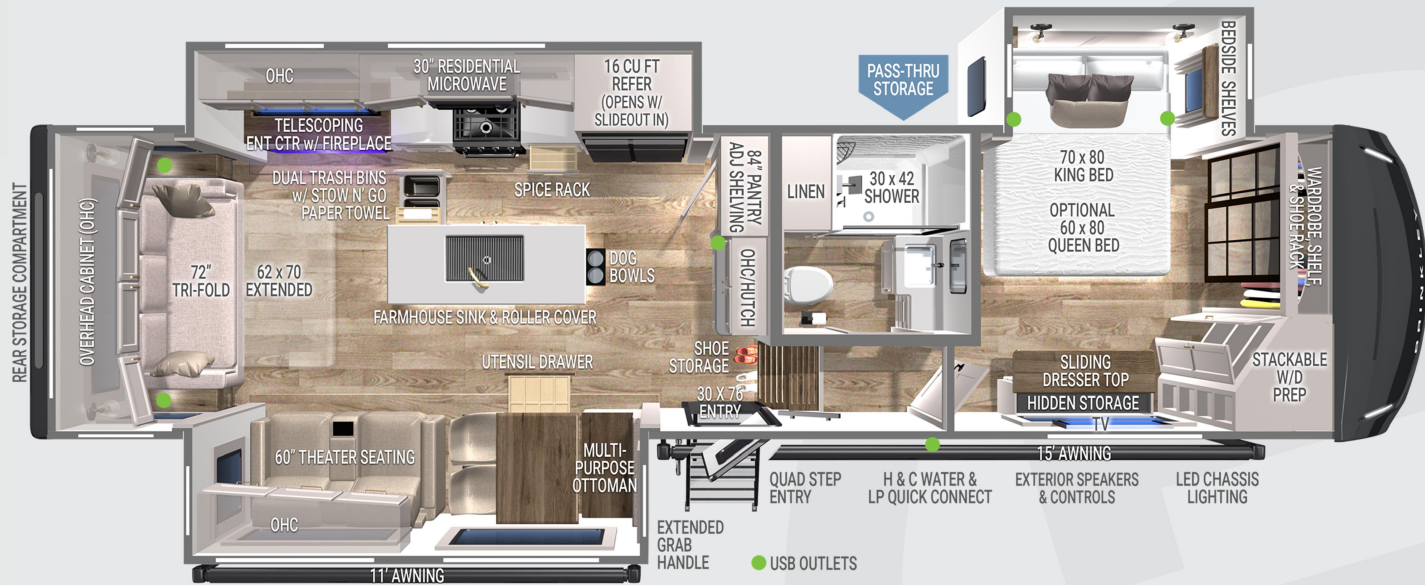 OHC
30" RESIDENTIAL
MICROWAVE
16 CU FT
REFER
(OPENS W/
SLIDEOUT IN)
TELESCOPING
ENT CTR w/ FIREPLACE
DUAL TRASH BINS
w/ STOW N' GO
PAPER TOWEL
SPICE RACK
84" PANTRY
ADJ SHELVING
OHC/HUTCH
PASS-THRU
STORAGE
LINEN
30 x 42
SHOWER
BEDSIDE SHELVES
70 x 80
KING BED
OPTIONAL
60 x 80
QUEEN BED
WARDROBE, SHELF
& SHOE RACK
REAR STORAGE COMPARTMENT
OVERHEAD CABINET (OHC)
72"
TRI-FOLD
62 x 70
EXTENDED
DOG
BOWLS
FARMHOUSE SINK & ROLLER COVER
UTENSIL DRAWER
SHOE
STORAGE
30 X 76
ENTRY
SLIDING
DRESSER TOP
HIDDEN STORAGE
TV
STACKABLE
W/D
PREP
60" THEATER SEATING
MULTI-
PURPOSE
OTTOMAN
OHC
15' AWNING
QUAD STEP
ENTRY
H & C WATER &
LP QUICK CONNECT
EXTERIOR SPEAKERS
& CONTROLS
LED CHASSIS
LIGHTING
EXTENDED
GRAB
HANDLE
USB OUTLETS
11' AWNING